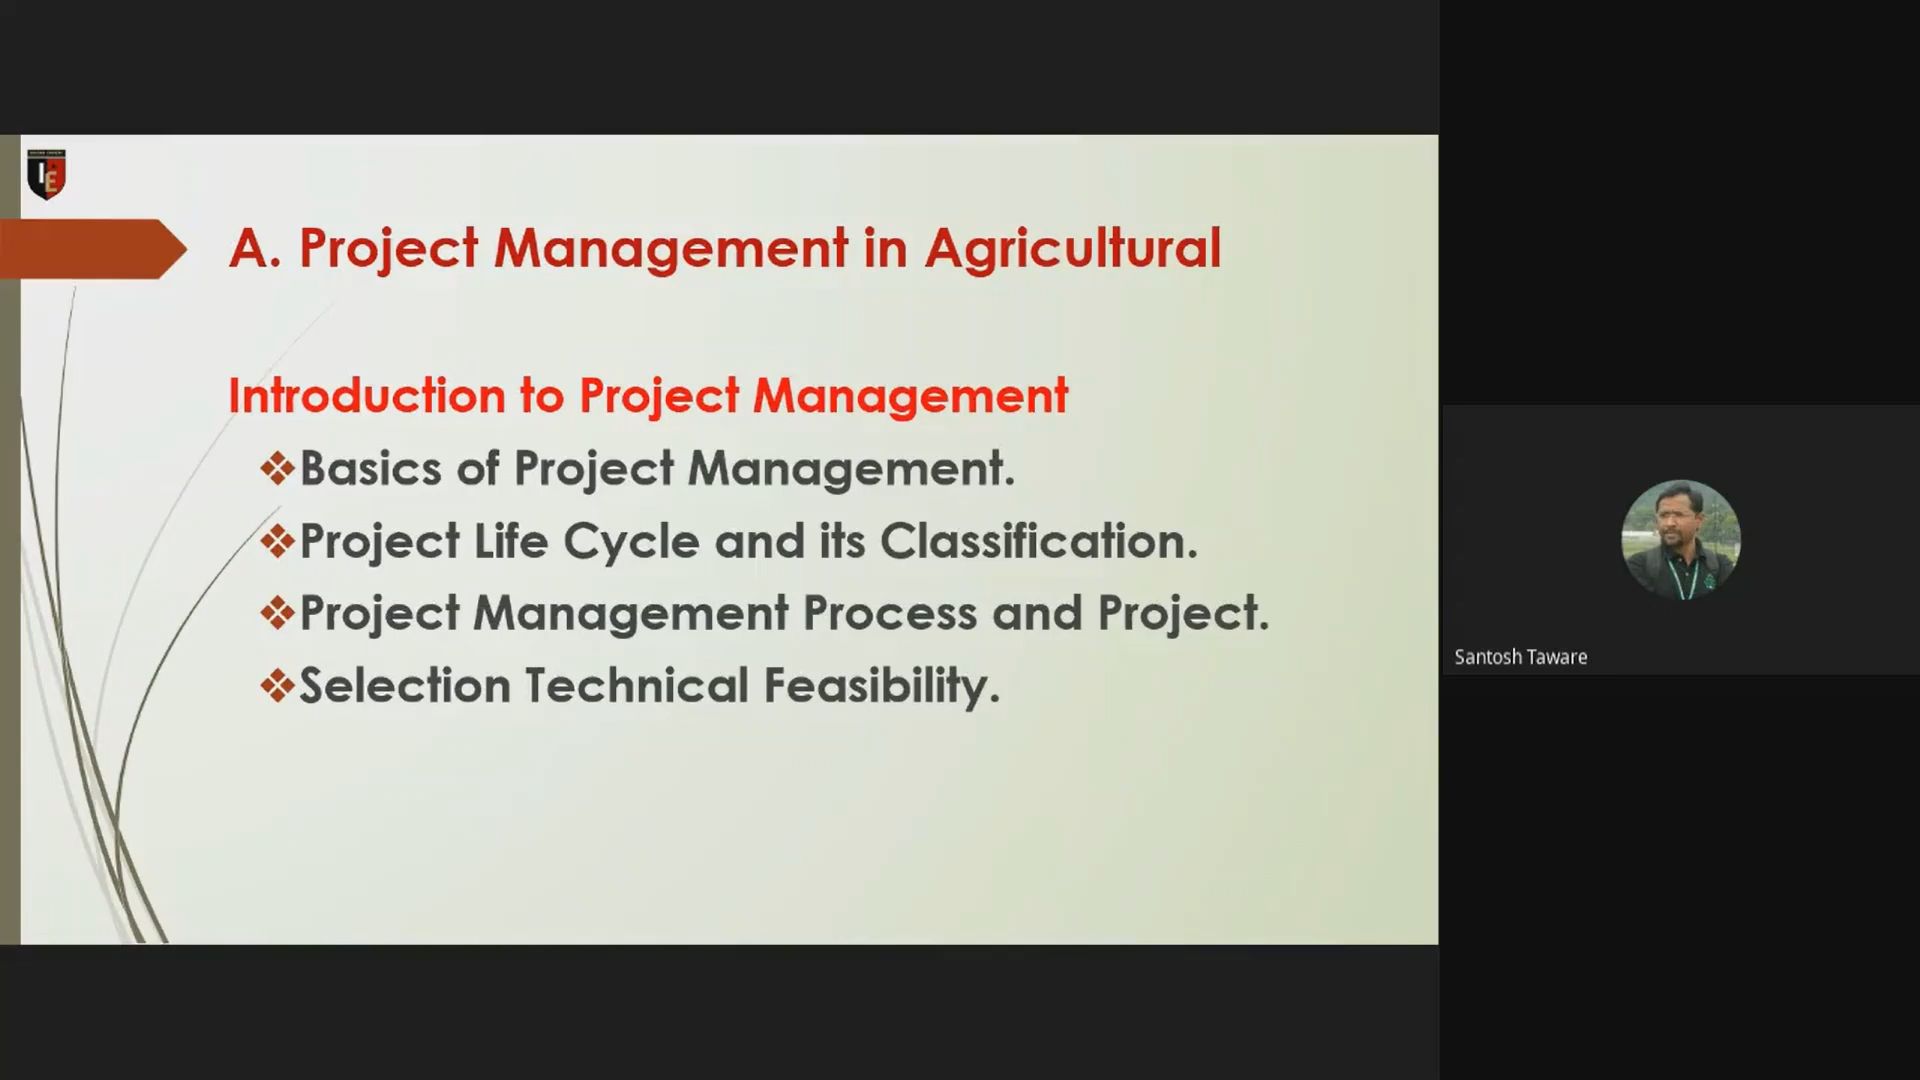 IE
A. Project Management in Agricultural
Introduction to Project Management
❖Basics of Project Management.
❖Project Life Cycle and its Classification.
❖Project Management Process and Project.
❖Selection Technical Feasibility.
Santosh Taware